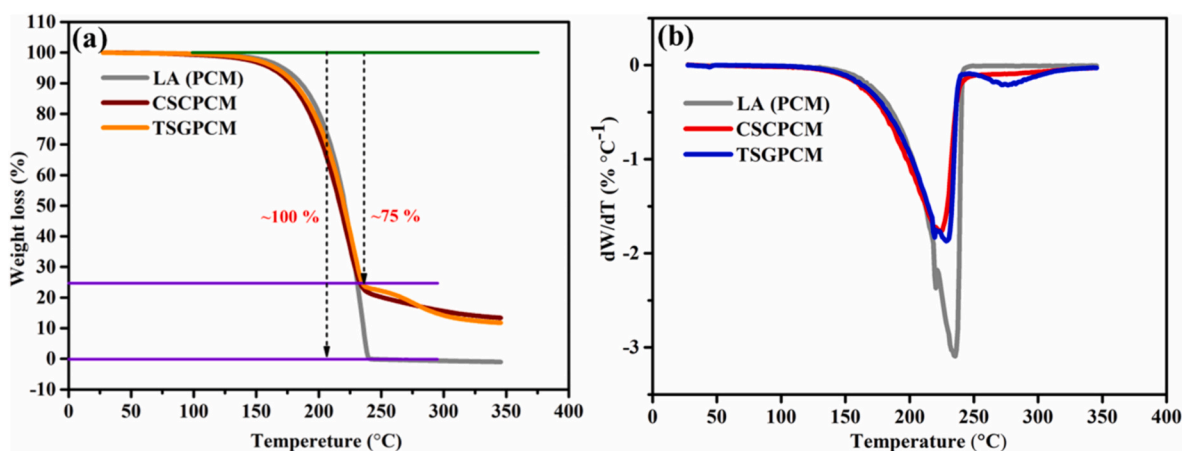 (a)
110
100
90
80
70
60
50
40
30
20
10
0
-10
Weight loss (%)
LA (PCM)
CSCPCM
TSGPCM
~100 %
~75 %
0 50 100 150 200 250 300 350 400
Tempereture (°C)
(b)
0
-1
-2
-3
dW/dT (% °C⁻¹)
LA (PCM)
CSCPCM
TSGPCM
0 50 100 150 200 250 300 350 400
Temperature (°C)